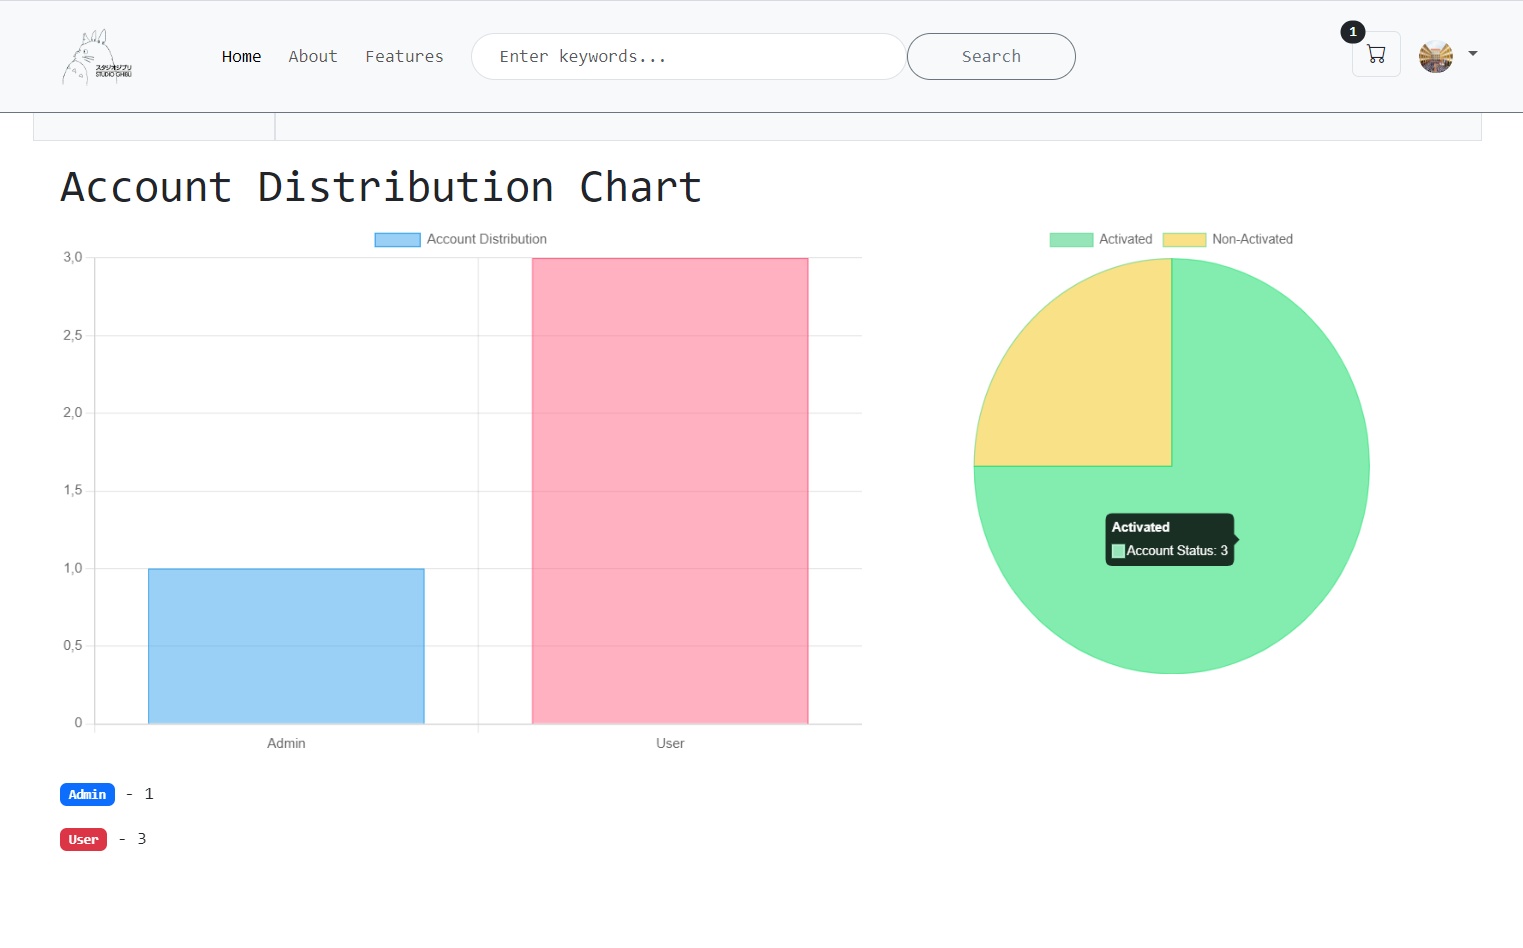 スタジオジブリ
STUDIO GHIBLI
Home About Features Enter keywords... Search 1
Account Distribution Chart
Account Distribution
3,0
2,5
2,0
1,5
1,0
0,5
0
Admin User
Activated Non-Activated
Activated
Account Status: 3
Admin - 1
User - 3